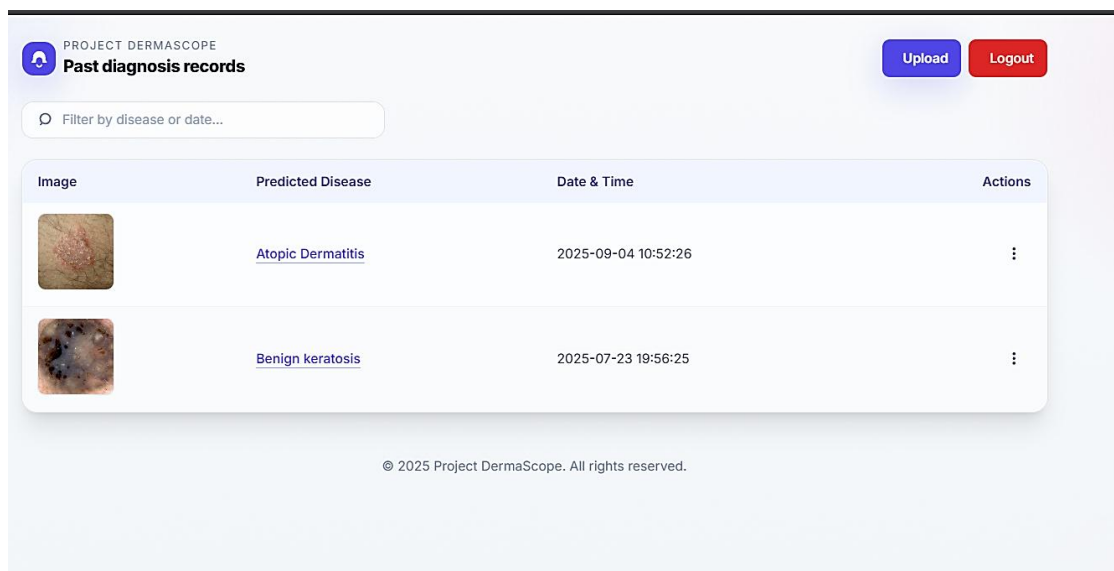 PROJECT DERMASCOPE
Past diagnosis records
Upload
Logout
Filter by disease or date...
Image Predicted Disease Date & Time Actions
Atopic Dermatitis 2025-09-04 10:52:26
Benign keratosis 2025-07-23 19:56:25
© 2025 Project DermaScope. All rights reserved.